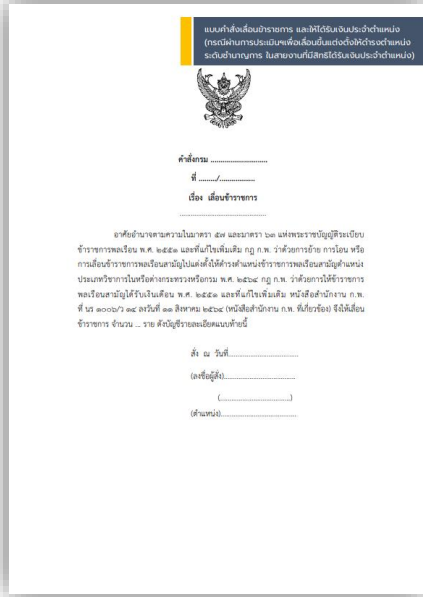 แบบคำสั่งเลื่อนข้าราชการ และให้ได้รับเงินประจำตำแหน่ง
(กรณีผ่านการประเมินฯเพื่อเลื่อนขึ้นแต่งตั้งให้ดำรงตำแหน่ง
ระดับชำนาญการ ในสายงานที่มีสิทธิได้รับเงินประจำตำแหน่ง)
คำสั่งกรม ...........................
ที่ ........./.................
เรื่อง เลื่อนข้าราชการ
..........................................
อาศัยอำนาจตามความในมาตรา ๕๗ และมาตรา ๖๓ แห่งพระราชบัญญัติระเบียบ
ข้าราชการพลเรือน พ.ศ. ๒๕๕๑ และที่แก้ไขเพิ่มเติม กฎ ก.พ. ว่าด้วยการย้าย การโอน หรือ
การเลื่อนข้าราชการพลเรือนสามัญไปแต่งตั้งให้ดำรงตำแหน่งข้าราชการพลเรือนสามัญตำแหน่ง
ประเภทวิชาการในหรือต่างกระทรวงหรือกรม พ.ศ. ๒๕๖๔ กฎ ก.พ. ว่าด้วยการให้ข้าราชการ
พลเรือนสามัญได้รับเงินเดือน พ.ศ. ๒๕๕๑ และที่แก้ไขเพิ่มเติม หนังสือสำนักงาน ก.พ.
ที่ นร ๑๐๐๖/ว ๑๔ ลงวันที่ ๑๑ สิงหาคม ๒๕๖๔ (หนังสือสำนักงาน ก.พ. ที่เกี่ยวข้อง) จึงให้เลื่อน
ข้าราชการ จำนวน ... ราย ดังบัญชีรายละเอียดแนบท้ายนี้
สั่ง ณ วันที่..................................
(ลงชื่อผู้สั่ง)...................................
(...................................)
(ตำแหน่ง).....................................